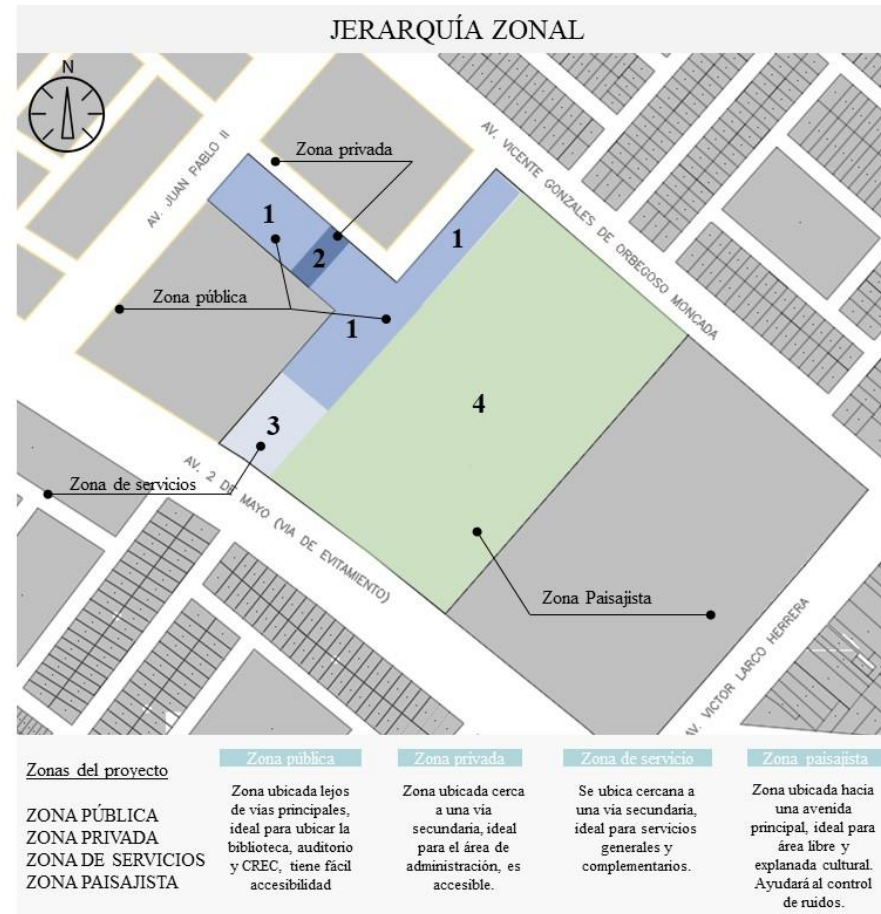 JERARQUÍA ZONAL
N
AV. JUAN PABLO II
Zona privada
AV. VICENTE GONZALES DE ORBEGOSO MONCADA
1
2
1
Zona pública
1
4
3
Zona de servicios
AV. 2 DE MAYO (VIA DE EVITAMIENTO)
Zona Paisajista
AV. VICTOR LARCO HERRERA
Zonas del proyecto
ZONA PÚBLICA
ZONA PRIVADA
ZONA DE SERVICIOS
ZONA PAISAJISTA
Zona pública
Zona ubicada lejos
de vías principales,
ideal para ubicar la
biblioteca, auditorio
y CREC, tiene fácil
accesibilidad
Zona privada
Zona ubicada cerca
a una vía
secundaria, ideal
para el área de
administración, es
accesible.
Zona de servicio
Se ubica cercana a
una vía secundaria,
ideal para servicios
generales y
complementarios.
Zona paisajista
Zona ubicada hacia
una avenida
principal, ideal para
área libre y
explanada cultural.
Ayudará al control
de ruidos.